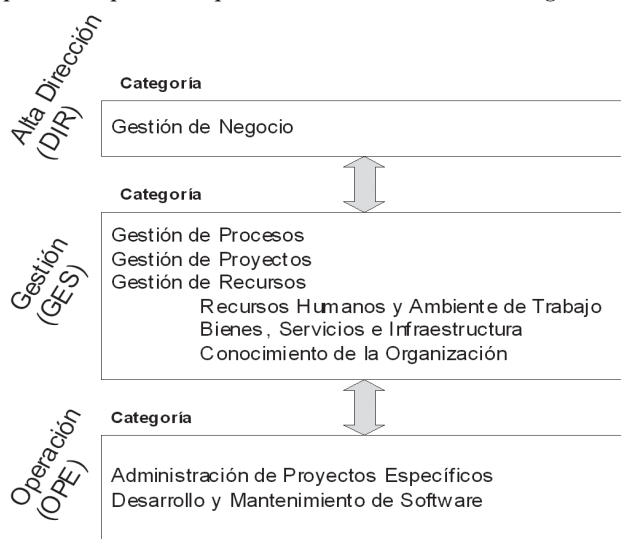 Alta Dirección
(DIR)
Categoría
Gestión de Negocio
Categoría
Gestión
(GES)
Gestión de Procesos
Gestión de Proyectos
Gestión de Recursos
Recursos Humanos y Ambiente de Trabajo
Bienes, Servicios e Infraestructura
Conocimiento de la Organización
Categoría
Operación
(OPE)
Administración de Proyectos Específicos
Desarrollo y Mantenimiento de Software